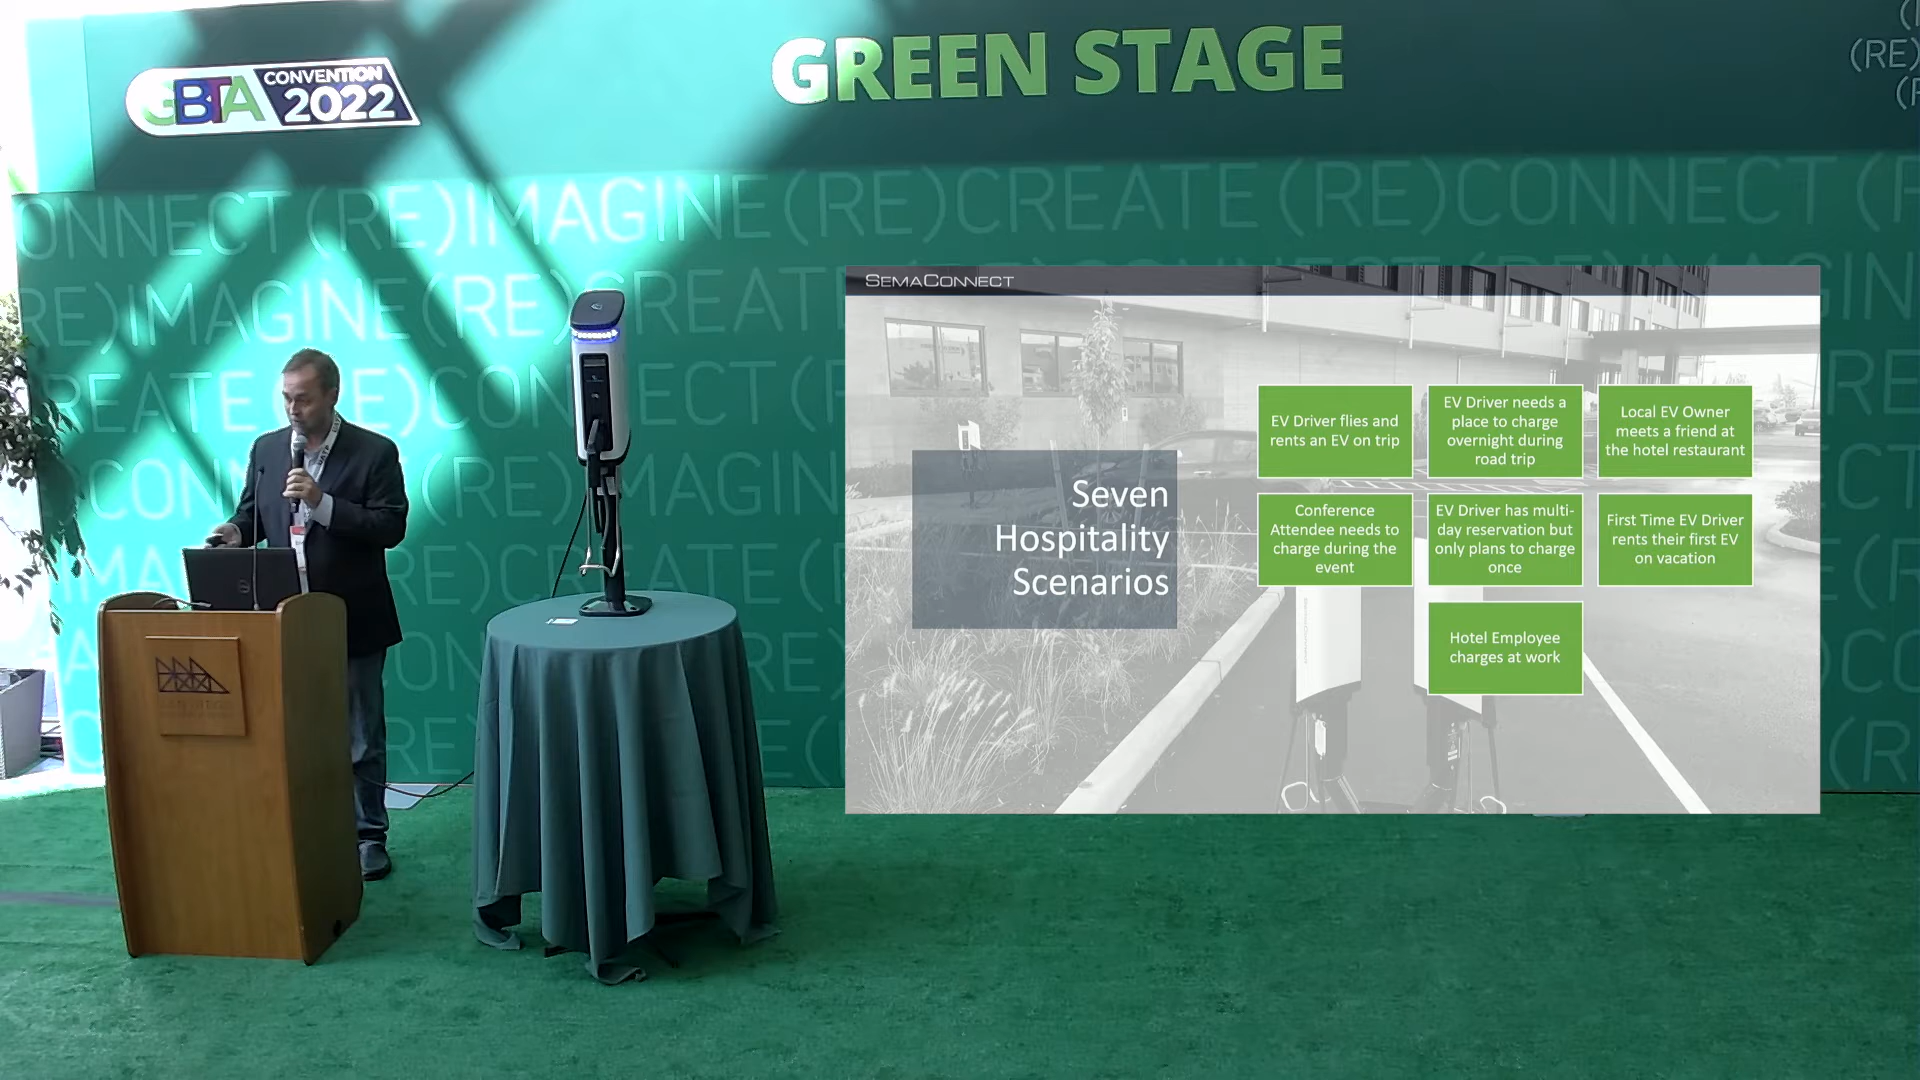 GBTA CONVENTION 2022
GREEN STAGE
(RE)
ONNECT (RE)IMAGINE (RE)CREATE (RE)CONNECT (R
RE)IMAGINE (RE)CREATE
REATE (RE)CONNECT (R
CONN (RE)IMAGIN
SEMACONNECT
Seven
Hospitality
Scenarios
EV Driver flies and
rents an EV on trip
EV Driver needs a
place to charge
overnight during
road trip
Local EV Owner
meets a friend at
the hotel restaurant
Conference
Attendee needs to
charge during the
event
EV Driver has multi-
day reservation but
only plans to charge
once
First Time EV Driver
rents their first EV
on vacation
Hotel Employee
charges at work